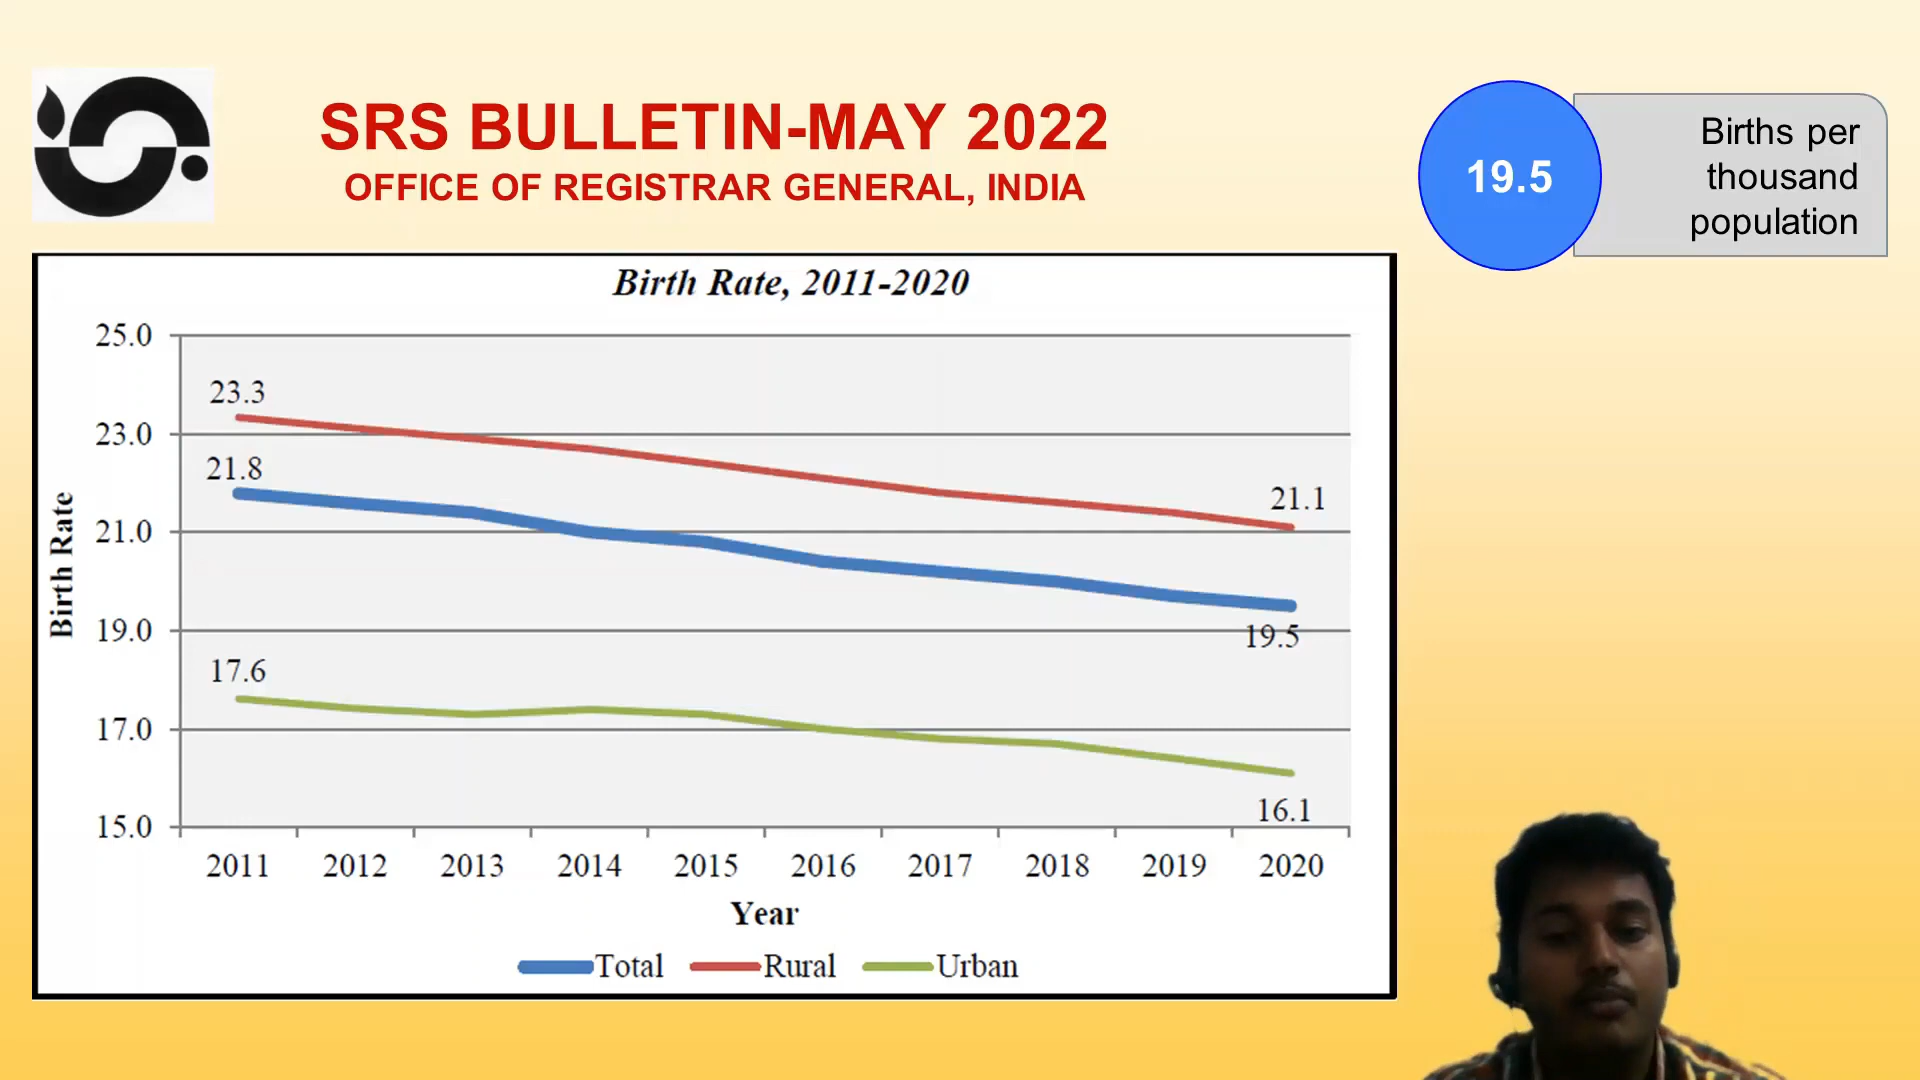 SRS BULLETIN-MAY 2022
OFFICE OF REGISTRAR GENERAL, INDIA
19.5
Births per
thousand
population
Birth Rate, 2011-2020
Birth Rate
25.0
23.0
21.0
19.0
17.0
15.0
23.3
21.8
17.6
21.1
19.5
16.1
2011 2012 2013 2014 2015 2016 2017 2018 2019 2020
Year
Total Rural Urban